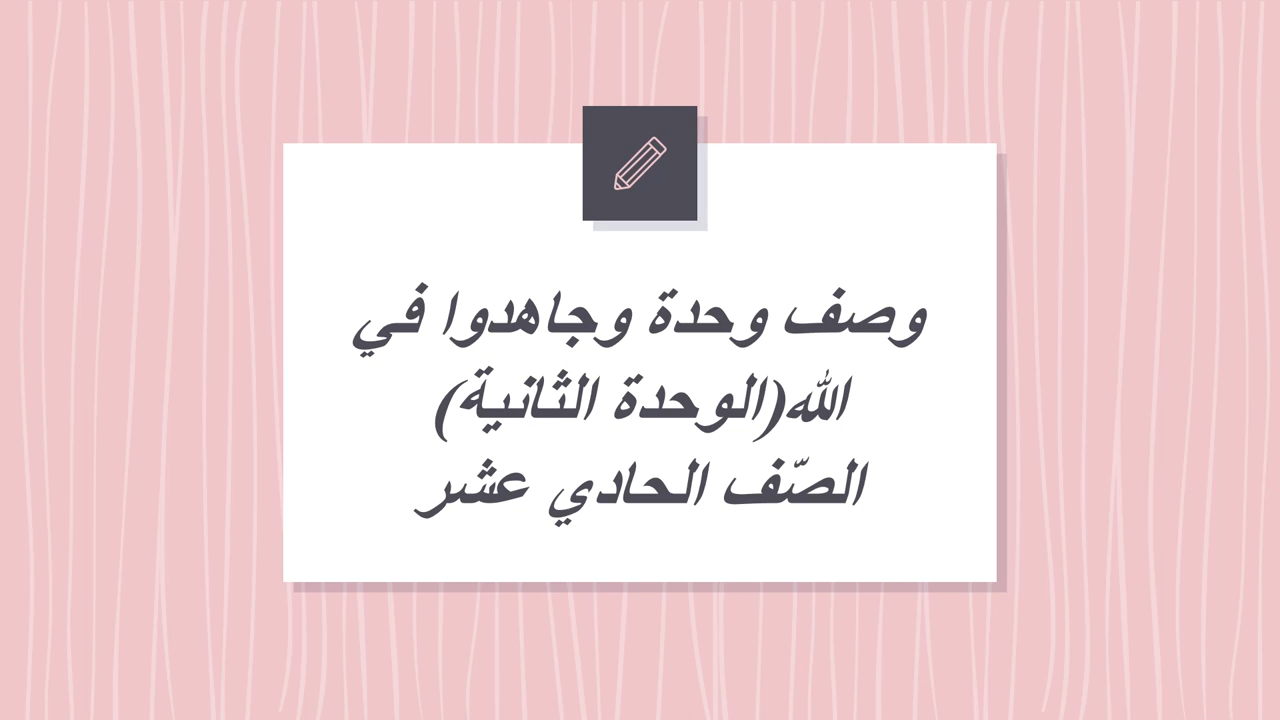 وصف وحدة وجاهدوا في
الله(الوحدة الثانية)
الصّف الحادي عشر